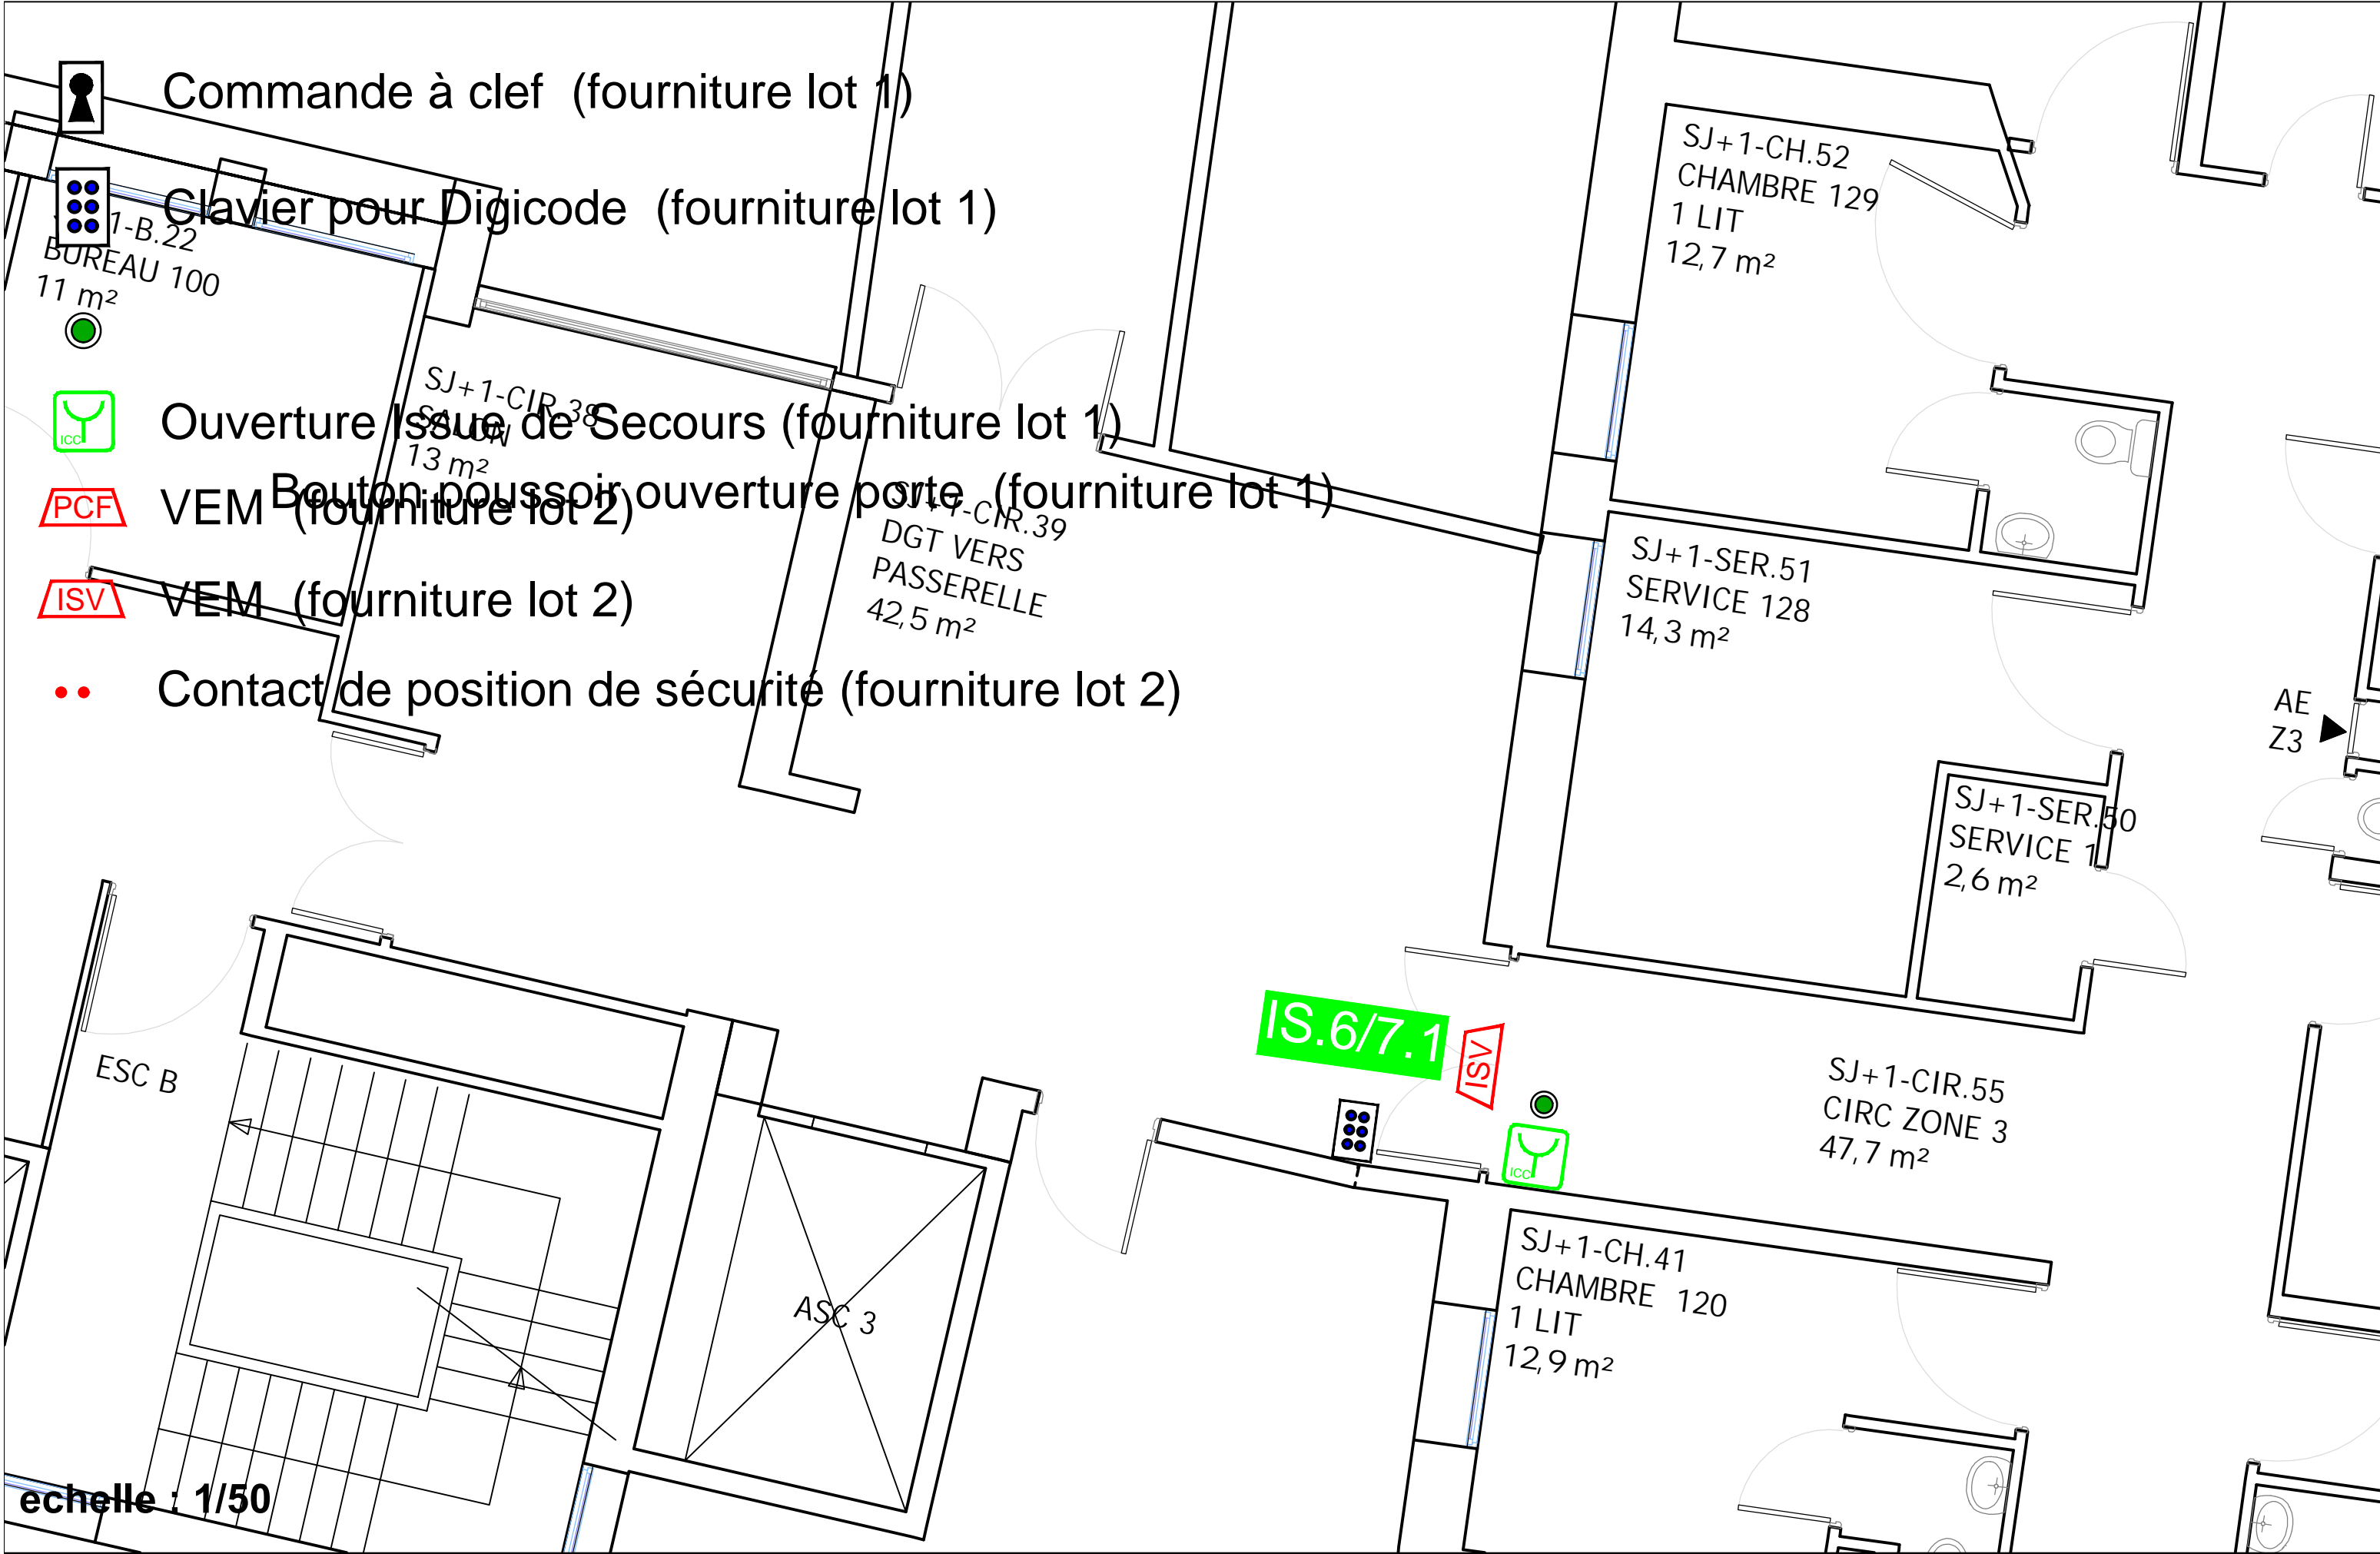 Commande à clef (fourniture lot 1)
Clavier pour Digicode (fourniture lot 1)
1-B.22
BUREAU 100
11 m²
SJ+1-CIR.38
SALON
13 m²
ICC
Ouverture Issue de Secours (fourniture lot 1)
Bouton poussoir ouverture porte (fourniture lot 1)
PCF
VEM (fourniture lot 2)
ISV
VEM (fourniture lot 2)
Contact de position de sécurité (fourniture lot 2)
SJ+1-CIR.39
DGT VERS
PASSERELLE
42,5 m²
SJ+1-CH.52
CHAMBRE 129
1 LIT
12,7 m²
SJ+1-SER.51
SERVICE 128
14,3 m²
AE
Z3
SJ+1-SER.50
SERVICE 1
2,6 m²
IS.6/7.1
ISV
ICC
SJ+1-CIR.55
CIRC ZONE 3
47,7 m²
ESC B
ASC 3
SJ+1-CH.41
CHAMBRE 120
1 LIT
12,9 m²
echelle : 1/50